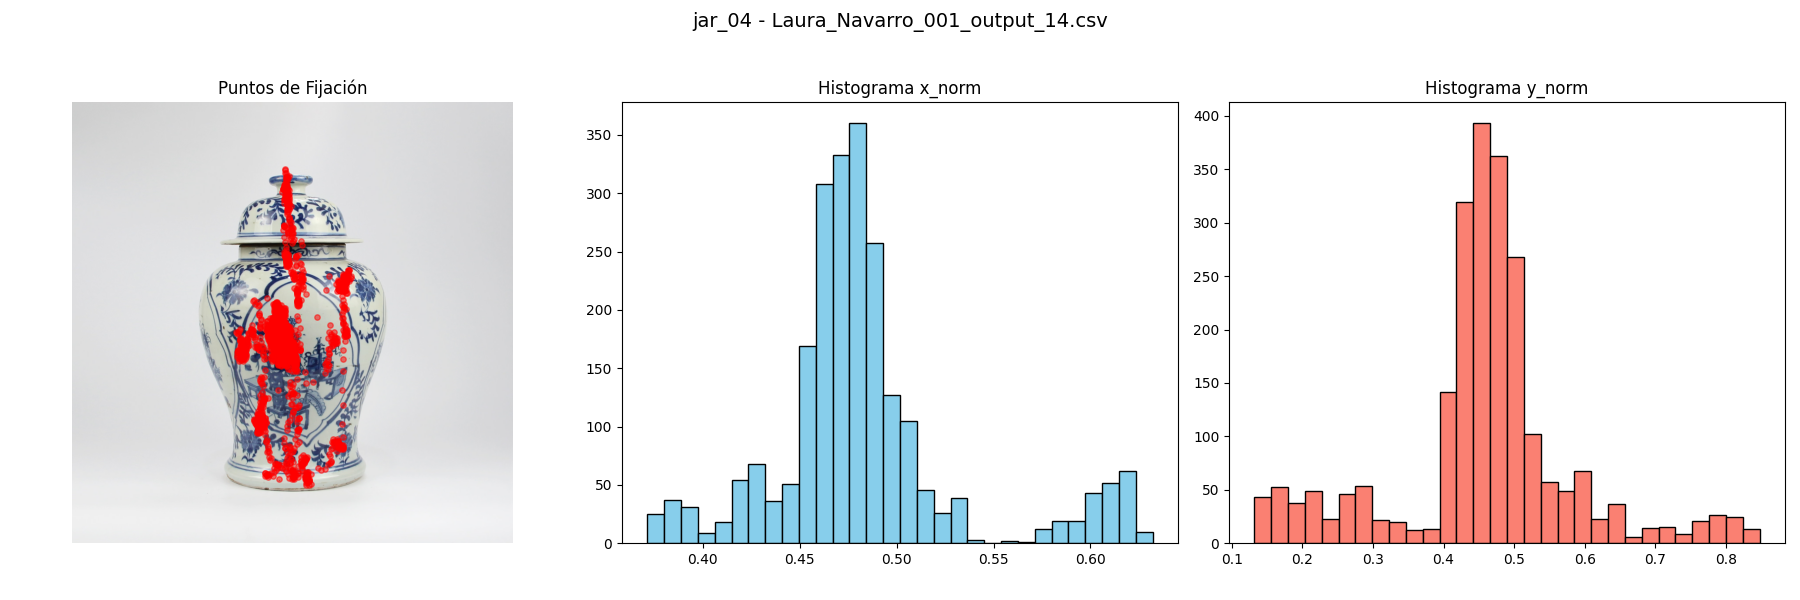 jar_04 - Laura_Navarro_001_output_14.csv
Puntos de Fijación
Histograma x_norm
350
300
250
200
150
100
50
0
0.40 0.45 0.50 0.55 0.60
Histograma y_norm
400
350
300
250
200
150
100
50
0
0.1 0.2 0.3 0.4 0.5 0.6 0.7 0.8